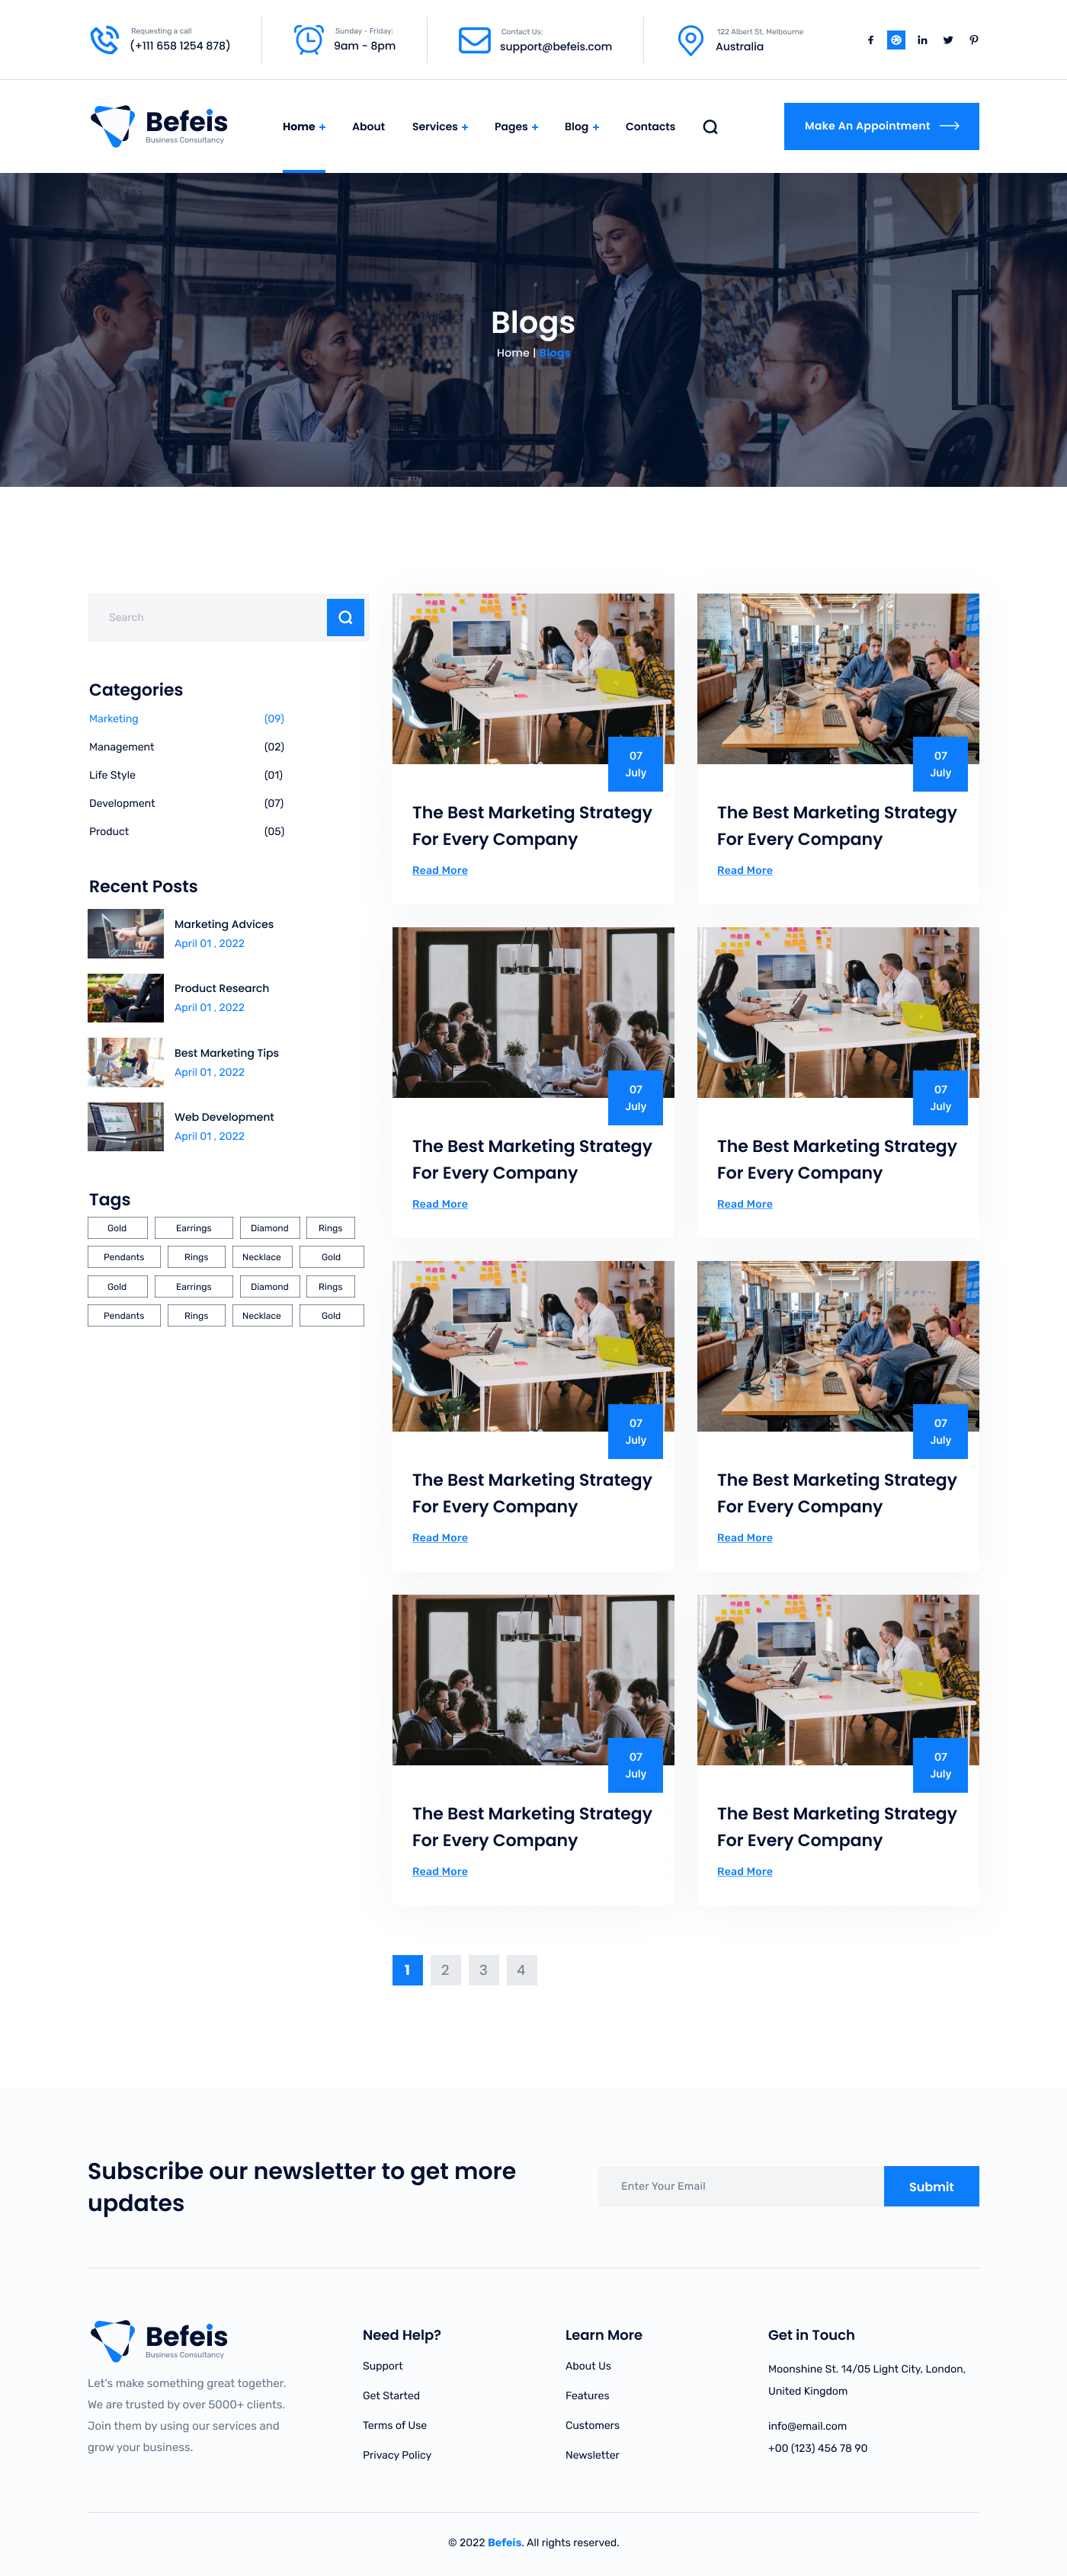 Requesting a call
(+111 658 1254 878)
Sunday - Friday:
9am - 8pm
Contact Us:
support@befeis.com
122 Albert St, Melbourne
Australia
Befeis
Business Consultancy
Home +
About
Services +
Pages +
Blog +
Contacts
Make An Appointment
Blogs
Home | Blogs
Search
Categories
Marketing (09)
Management (02)
Life Style (01)
Development (07)
Product (05)
Recent Posts
Marketing Advices
April 01 , 2022
Product Research
April 01 , 2022
Best Marketing Tips
April 01 , 2022
Web Development
April 01 , 2022
Tags
Gold Earrings Diamond Rings
Pendants Rings Necklace Gold
Gold Earrings Diamond Rings
Pendants Rings Necklace Gold
07
July
The Best Marketing Strategy
For Every Company
Read More
07
July
The Best Marketing Strategy
For Every Company
Read More
07
July
The Best Marketing Strategy
For Every Company
Read More
07
July
The Best Marketing Strategy
For Every Company
Read More
07
July
The Best Marketing Strategy
For Every Company
Read More
07
July
The Best Marketing Strategy
For Every Company
Read More
07
July
The Best Marketing Strategy
For Every Company
Read More
07
July
The Best Marketing Strategy
For Every Company
Read More
1 2 3 4
Subscribe our newsletter to get more
updates
Enter Your Email
Submit
Befeis
Business Consultancy
Let's make something great together.
We are trusted by over 5000+ clients.
Join them by using our services and
grow your business.
Need Help?
Support
Get Started
Terms of Use
Privacy Policy
Learn More
About Us
Features
Customers
Newsletter
Get in Touch
Moonshine St. 14/05 Light City, London,
United Kingdom
info@email.com
+00 (123) 456 78 90
© 2022 Befeis. All rights reserved.